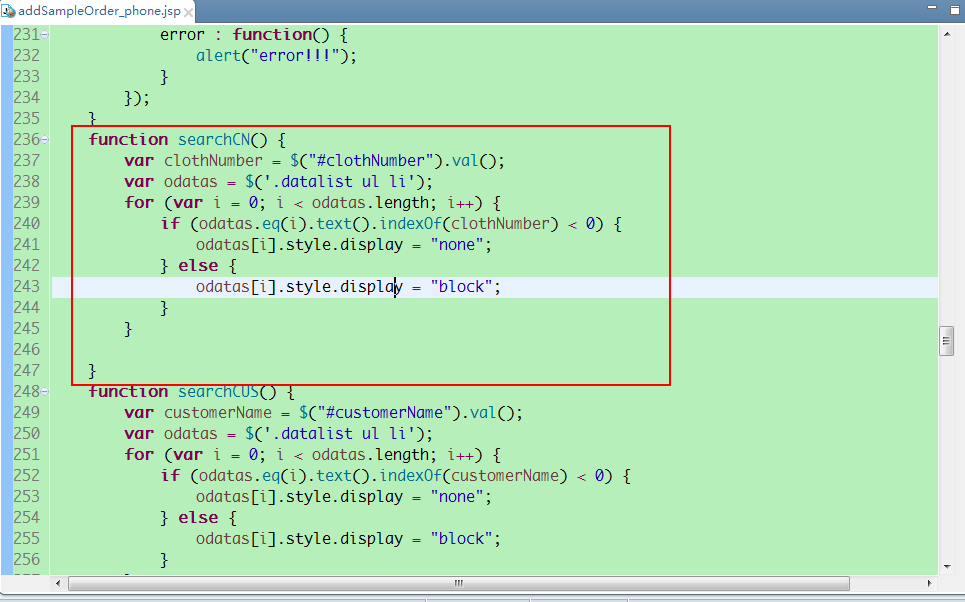 addSampleOrder_phone.jsp
231 error : function() {
232 alert("error!!!");
233 }
234 });
235 }
236 function searchCN() {
237 var clothNumber = $("#clothNumber").val();
238 var odatas = $('.datalist ul li');
239 for (var i = 0; i < odatas.length; i++) {
240 if (odatas.eq(i).text().indexOf(clothNumber) < 0) {
241 odatas[i].style.display = "none";
242 } else {
243 odatas[i].style.display = "block";
244 }
245 }
246
247 }
248 function searchCUS() {
249 var customerName = $("#customerName").val();
250 var odatas = $('.datalist ul li');
251 for (var i = 0; i < odatas.length; i++) {
252 if (odatas.eq(i).text().indexOf(customerName) < 0) {
253 odatas[i].style.display = "none";
254 } else {
255 odatas[i].style.display = "block";
256 }